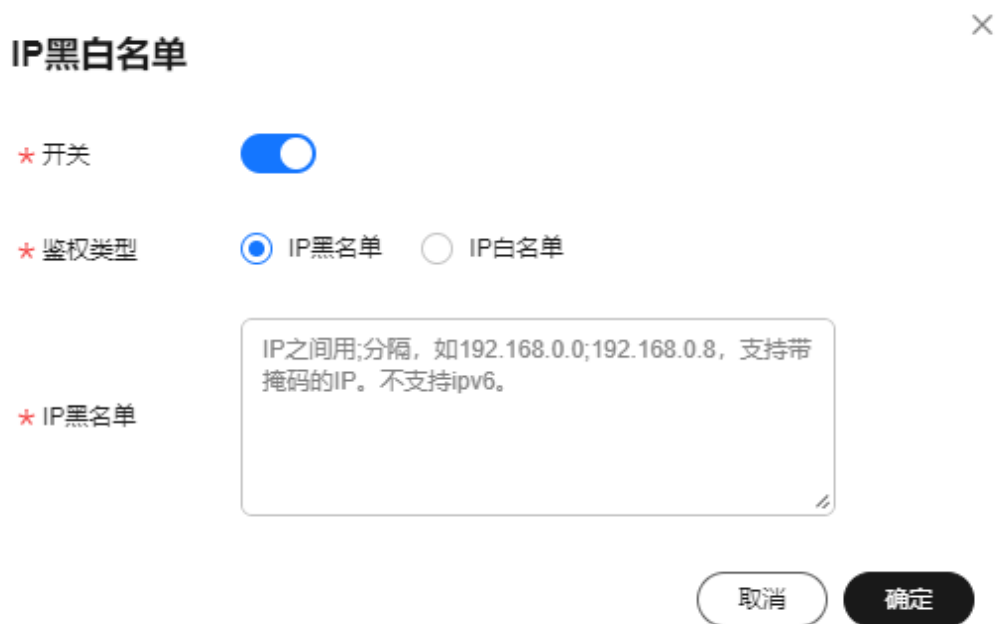 IP黑白名单
* 开关
* 鉴权类型
IP黑名单 IP白名单
* IP黑名单
IP之间用;分隔，如192.168.0.0;192.168.0.8，支持带
掩码的IP。不支持ipv6。
取消 确定